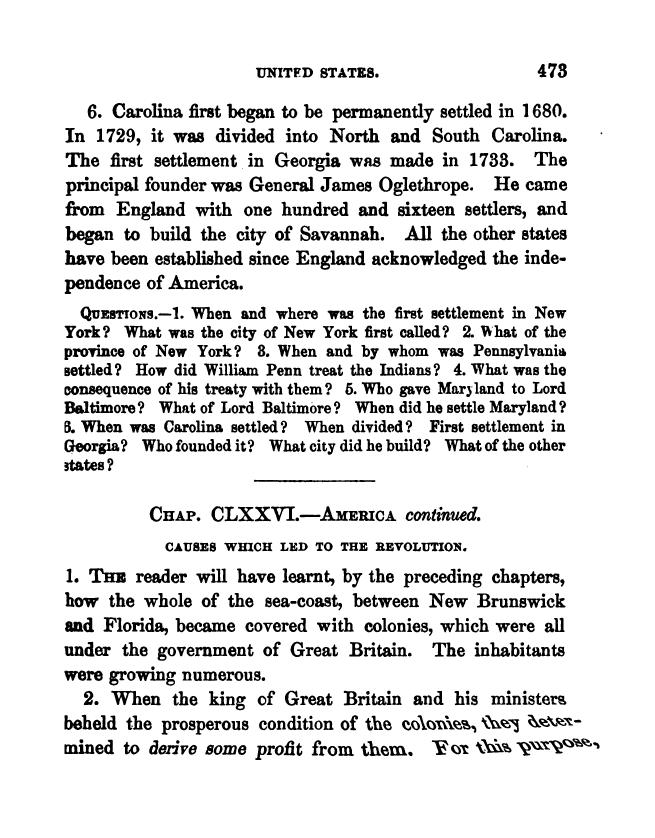 UNITED STATES. 473
6. Carolina first began to be permanently settled in 1680.
In 1729, it was divided into North and South Carolina.
The first settlement in Georgia was made in 1733. The
principal founder was General James Oglethrope. He came
from England with one hundred and sixteen settlers, and
began to build the city of Savannah. All the other states
have been established since England acknowledged the inde-
pendence of America.
QUESTIONS.—1. When and where was the first settlement in New
York? What was the city of New York first called? 2. What of the
province of New York? 3. When and by whom was Pennsylvania
settled? How did William Penn treat the Indians? 4. What was the
consequence of his treaty with them? 5. Who gave Maryland to Lord
Baltimore? What of Lord Baltimore? When did he settle Maryland?
6. When was Carolina settled? When divided? First settlement in
Georgia? Who founded it? What city did he build? What of the other
states?
CHAP. CLXXVI.—AMERICA continued.
CAUSES WHICH LED TO THE REVOLUTION.
1. THE reader will have learnt, by the preceding chapters,
how the whole of the sea-coast, between New Brunswick
and Florida, became covered with colonies, which were all
under the government of Great Britain. The inhabitants
were growing numerous.
2. When the king of Great Britain and his ministers
beheld the prosperous condition of the colonies, they deter-
mined to derive some profit from them. For this purpose,